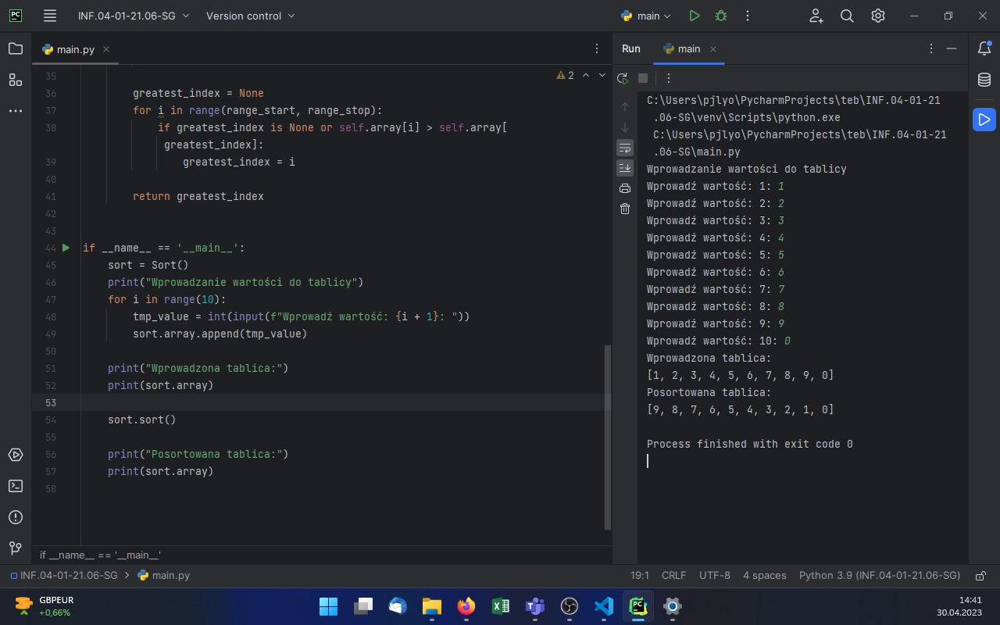 INF.04-01-21.06-SG Version control main
main.py
35
36 greatest_index = None
37 for i in range(range_start, range_stop):
38 if greatest_index is None or self.array[i] > self.array[
greatest_index]:
39 greatest_index = i
40
41 return greatest_index
42
43
44 if __name__ == '__main__':
45 sort = Sort()
46 print("Wprowadzanie wartości do tablicy")
47 for i in range(10):
48 tmp_value = int(input(f"Wprowadź wartość: {i + 1}: "))
49 sort.array.append(tmp_value)
50
51 print("Wprowadzona tablica:")
52 print(sort.array)
53
54 sort.sort()
55
56 print("Posortowana tablica:")
57 print(sort.array)
58
2
if __name__ == '__main__'
Run main
C:\Users\pjlyo\PycharmProjects\teb\INF.04-01-21
.06-SG\venv\Scripts\python.exe
C:\Users\pjlyo\PycharmProjects\teb\INF.04-01-21
.06-SG\main.py
Wprowadzanie wartości do tablicy
Wprowadź wartość: 1: 1
Wprowadź wartość: 2: 2
Wprowadź wartość: 3: 3
Wprowadź wartość: 4: 4
Wprowadź wartość: 5: 5
Wprowadź wartość: 6: 6
Wprowadź wartość: 7: 7
Wprowadź wartość: 8: 8
Wprowadź wartość: 9: 9
Wprowadź wartość: 10: 0
Wprowadzona tablica:
[1, 2, 3, 4, 5, 6, 7, 8, 9, 0]
Posortowana tablica:
[9, 8, 7, 6, 5, 4, 3, 2, 1, 0]
Process finished with exit code 0
INF.04-01-21.06-SG main.py 19:1 CRLF UTF-8 4 spaces Python 3.9 (INF.04-01-21.06-SG)
GBPEUR
+0,66%
14:41
30.04.2023